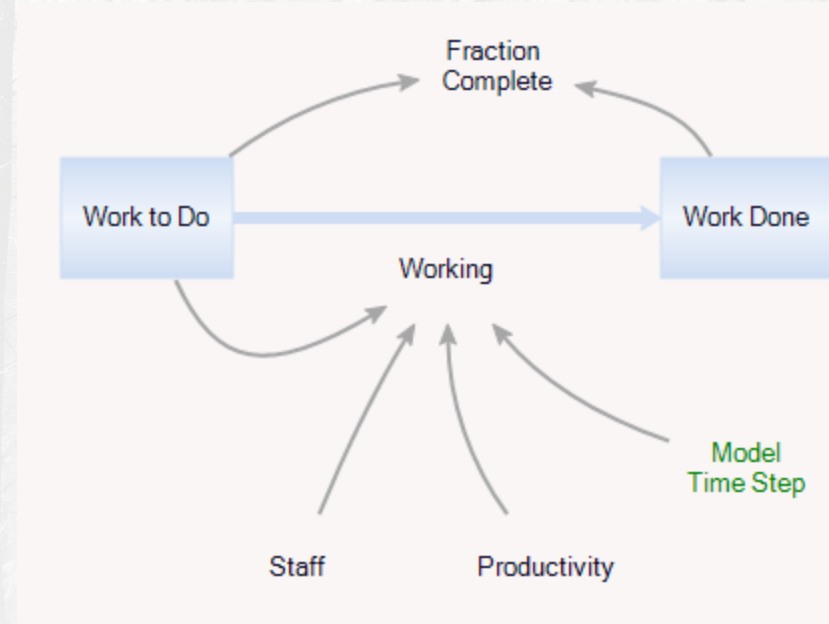 Fraction
Complete
Work to Do
Work Done
Working
Model
Time Step
Staff
Productivity